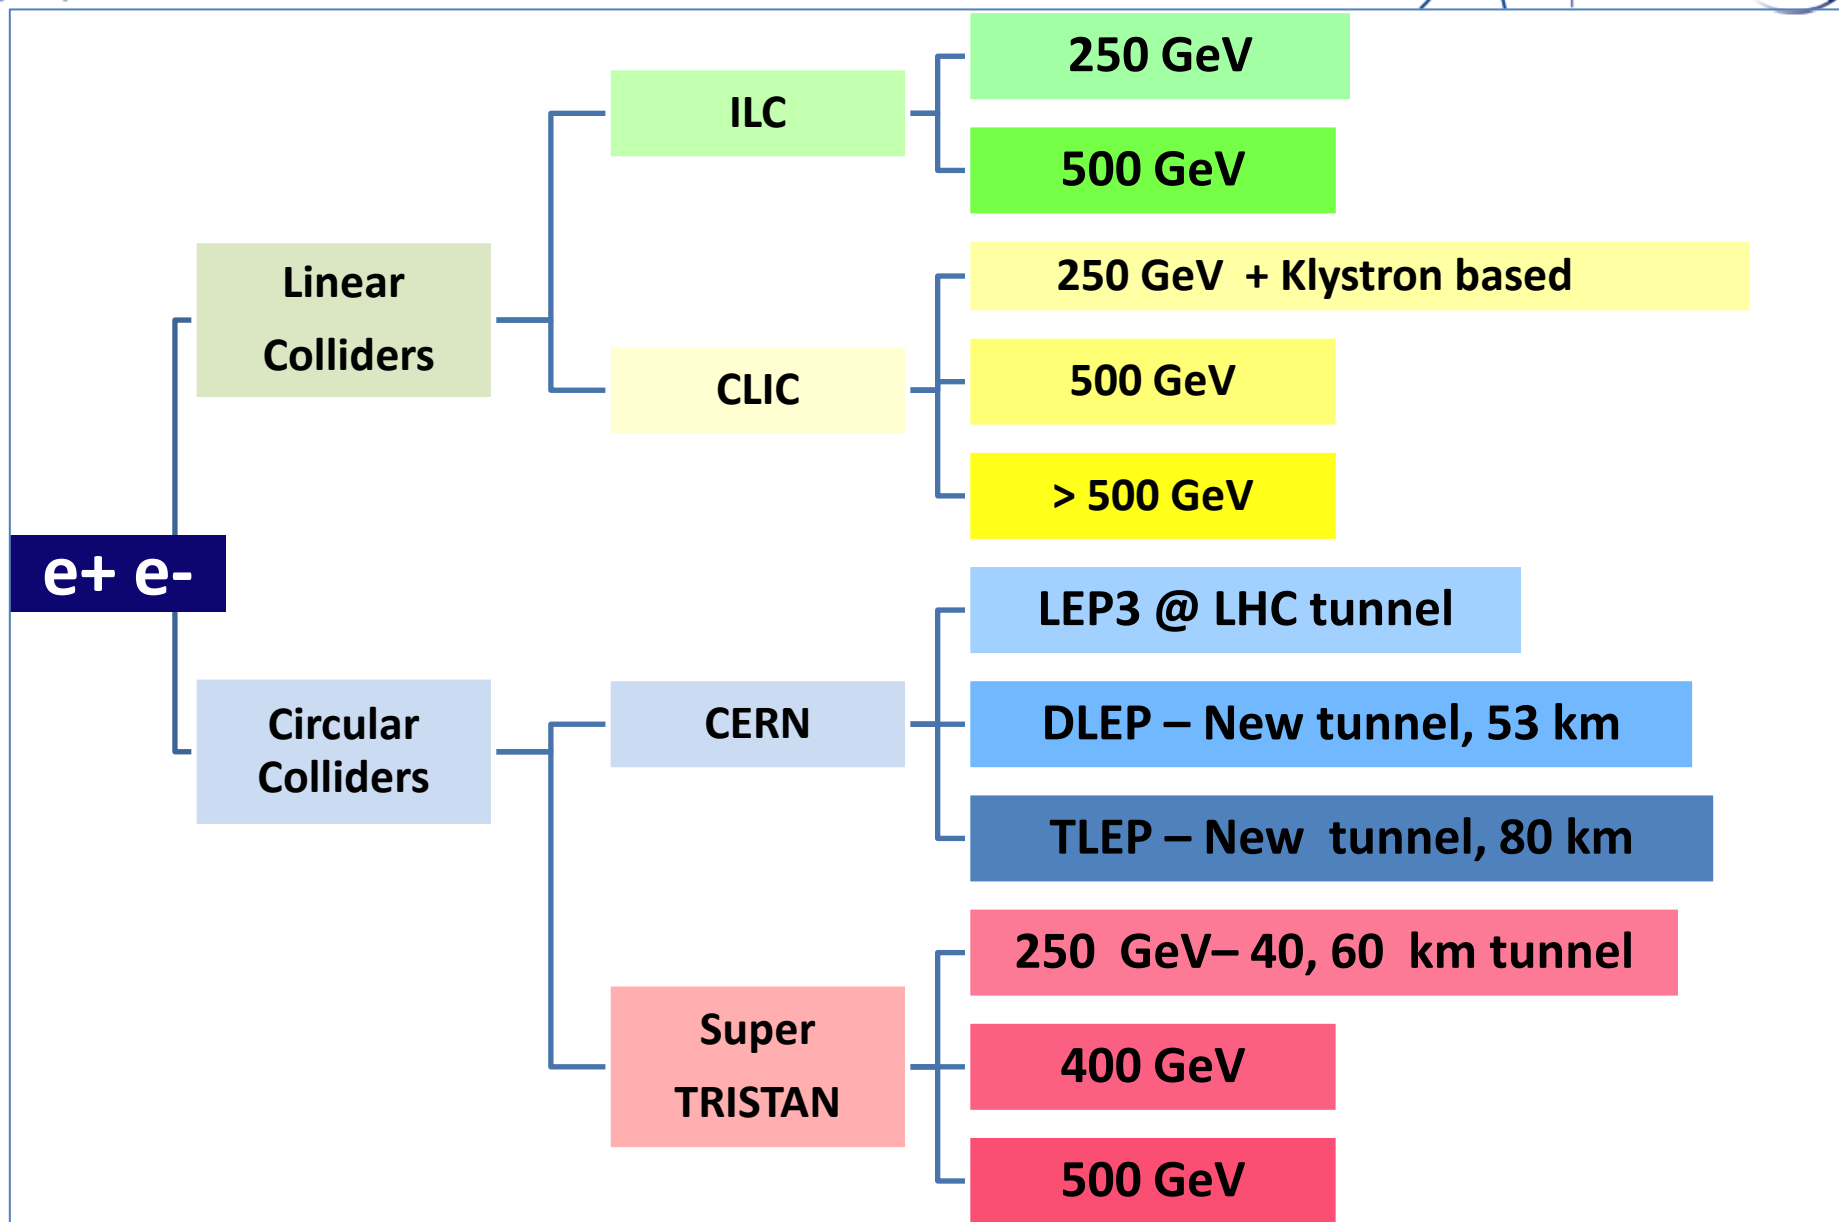 e+ e-
Linear
Colliders
ILC
250 GeV
500 GeV
CLIC
250 GeV + Klystron based
500 GeV
> 500 GeV
Circular
Colliders
CERN
LEP3 @ LHC tunnel
DLEP – New tunnel, 53 km
TLEP – New tunnel, 80 km
Super
TRISTAN
250 GeV– 40, 60 km tunnel
400 GeV
500 GeV